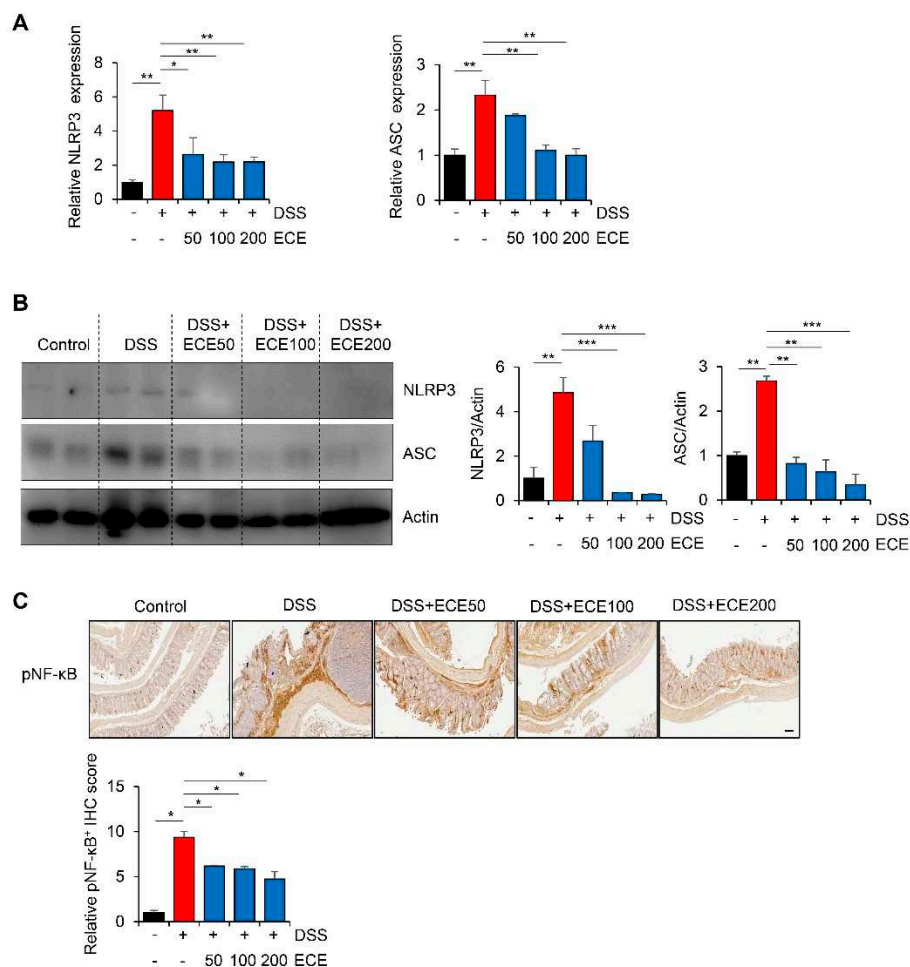 A
Relative NLRP3 expression
8
6
4
2
0
**
**
*
**
- + + + + DSS
- - 50 100 200 ECE
Relative ASC expression
3
2
1
0
**
**
**
- + + + + DSS
- - 50 100 200 ECE
B
Control DSS DSS+ECE50 DSS+ECE100 DSS+ECE200
NLRP3
ASC
Actin
NLRP3/Actin
6
4
2
0
***
***
**
- + + + + DSS
- - 50 100 200 ECE
ASC/Actin
3
2
1
0
***
**
** **
- + + + + DSS
- - 50 100 200 ECE
C
Control DSS DSS+ECE50 DSS+ECE100 DSS+ECE200
pNF-κB
Relative pNF-κB⁺ IHC score
15
10
5
0
*
*
*
*
- + + + + DSS
- - 50 100 200 ECE